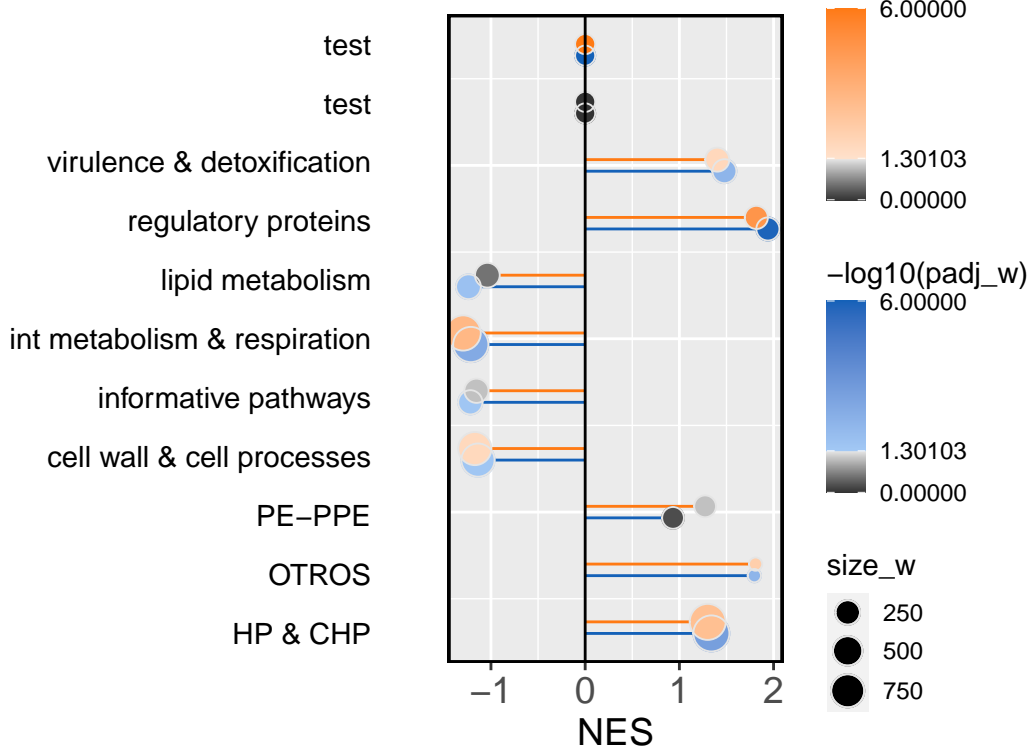 test
test
virulence & detoxification
regulatory proteins
lipid metabolism
int metabolism & respiration
informative pathways
cell wall & cell processes
PE−PPE
OTROS
HP & CHP
−1
0
1
2
NES
6.00000
1.30103
0.00000
−log10(padj_w)
6.00000
1.30103
0.00000
size_w
250
500
750